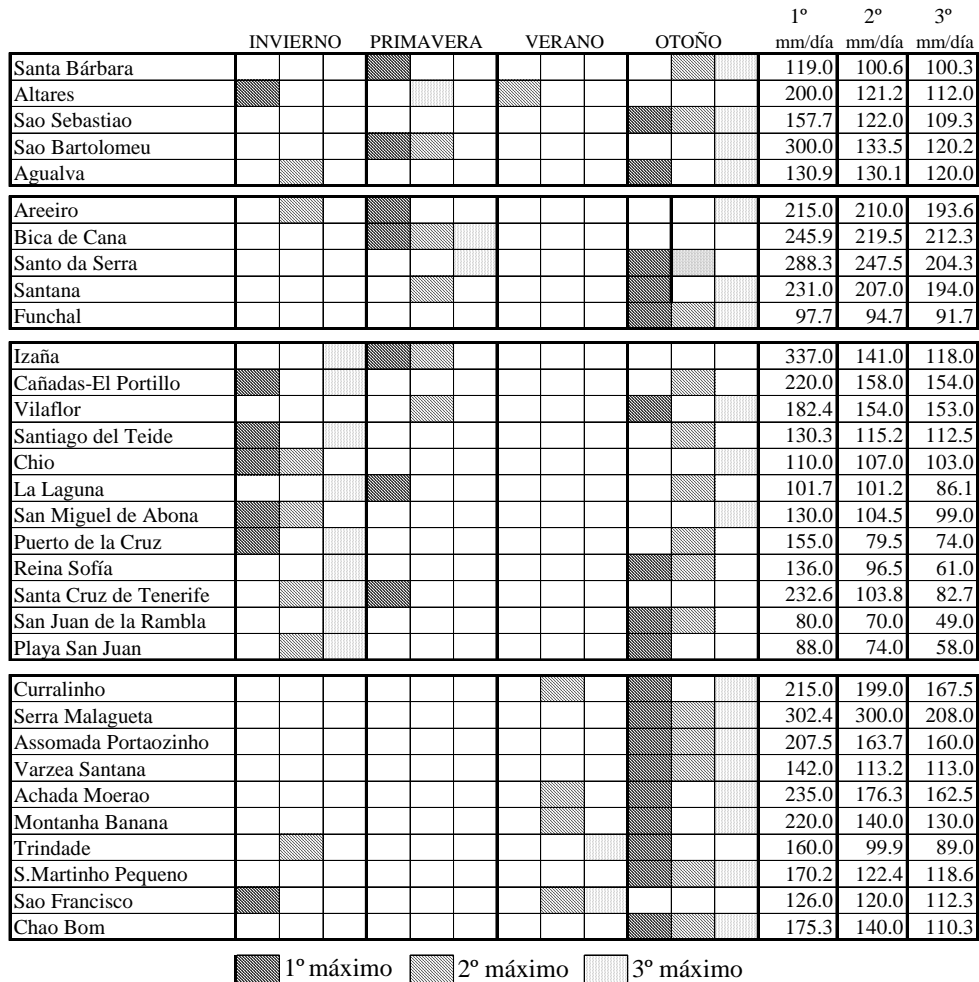 1º 2º 3º
INVIERNO PRIMAVERA VERANO OTOÑO mm/día mm/día mm/día
Santa Bárbara 119.0 100.6 100.3
Altares 200.0 121.2 112.0
Sao Sebastiao 157.7 122.0 109.3
Sao Bartolomeu 300.0 133.5 120.2
Agualva 130.9 130.1 120.0
Areeiro 215.0 210.0 193.6
Bica de Cana 245.9 219.5 212.3
Santo da Serra 288.3 247.5 204.3
Santana 231.0 207.0 194.0
Funchal 97.7 94.7 91.7
Izaña 337.0 141.0 118.0
Cañadas-El Portillo 220.0 158.0 154.0
Vilaflor 182.4 154.0 153.0
Santiago del Teide 130.3 115.2 112.5
Chio 110.0 107.0 103.0
La Laguna 101.7 101.2 86.1
San Miguel de Abona 130.0 104.5 99.0
Puerto de la Cruz 155.0 79.5 74.0
Reina Sofía 136.0 96.5 61.0
Santa Cruz de Tenerife 232.6 103.8 82.7
San Juan de la Rambla 80.0 70.0 49.0
Playa San Juan 88.0 74.0 58.0
Curralinho 215.0 199.0 167.5
Serra Malagueta 302.4 300.0 208.0
Assomada Portaozinho 207.5 163.7 160.0
Varzea Santana 142.0 113.2 113.0
Achada Moerao 235.0 176.3 162.5
Montanha Banana 220.0 140.0 130.0
Trindade 160.0 99.9 89.0
S.Martinho Pequeno 170.2 122.4 118.6
Sao Francisco 126.0 120.0 112.3
Chao Bom 175.3 140.0 110.3
1º máximo 2º máximo 3º máximo